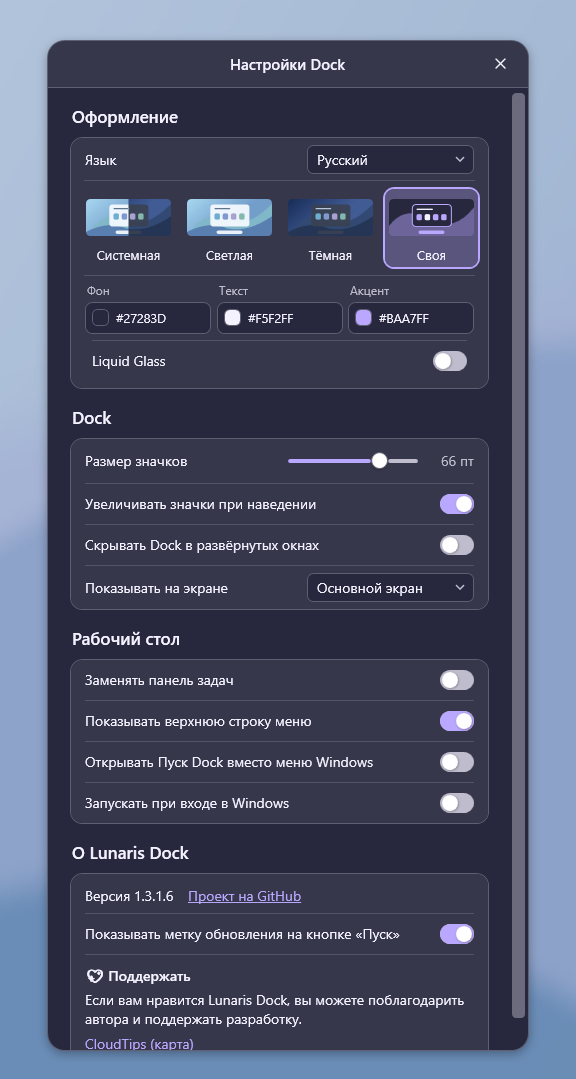 Настройки Dock
Оформление
Язык
Русский
Системная
Светлая
Тёмная
Своя
Фон
Текст
Акцент
#27283D
#F5F2FF
#BAA7FF
Liquid Glass
Dock
Размер значков
66 пт
Увеличивать значки при наведении
Скрывать Dock в развёрнутых окнах
Показывать на экране
Основной экран
Рабочий стол
Заменять панель задач
Показывать верхнюю строку меню
Открывать Пуск Dock вместо меню Windows
Запускать при входе в Windows
О Lunaris Dock
Версия 1.3.1.6
Проект на GitHub
Показывать метку обновления на кнопке «Пуск»
Поддержать
Если вам нравится Lunaris Dock, вы можете поблагодарить
автора и поддержать разработку.
CloudTips (карта)